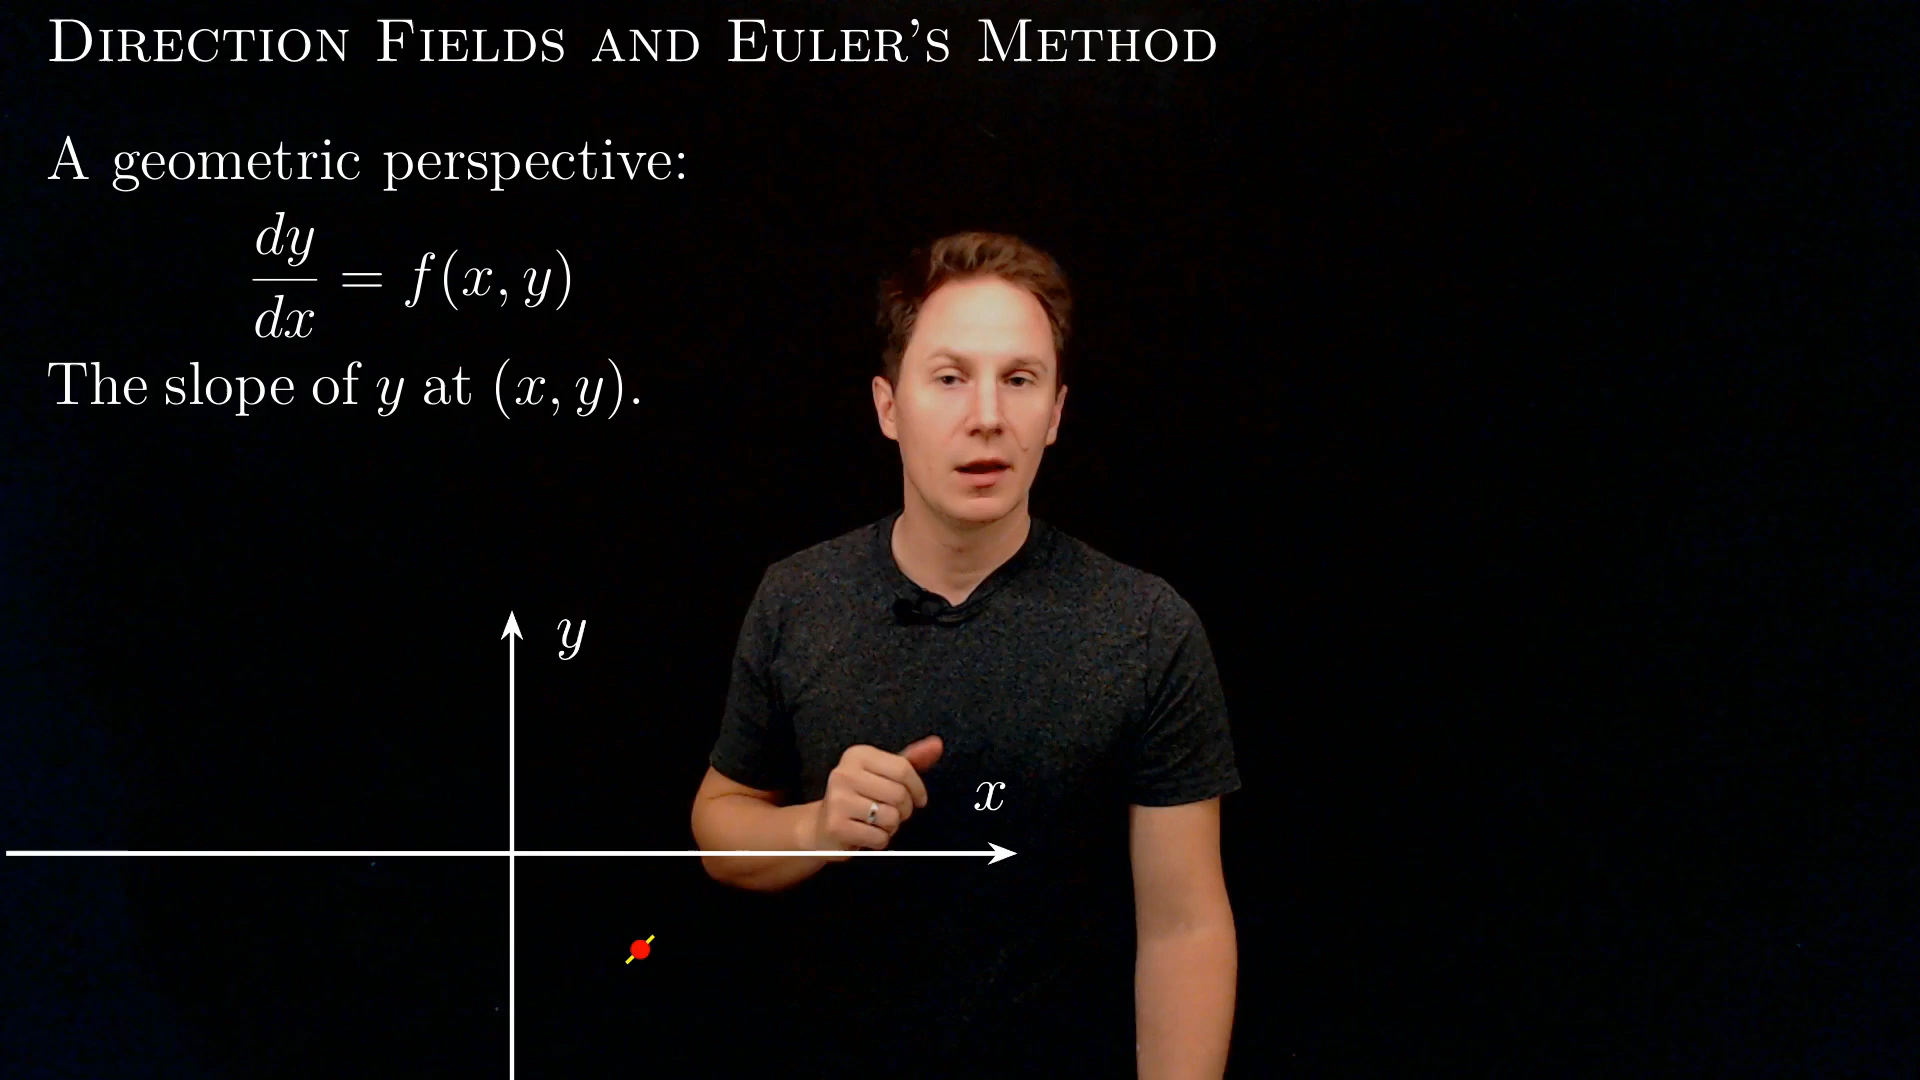 Direction Fields and Euler's Method
A geometric perspective:
dy/dx = f(x, y)
The slope of y at (x, y).
y
x